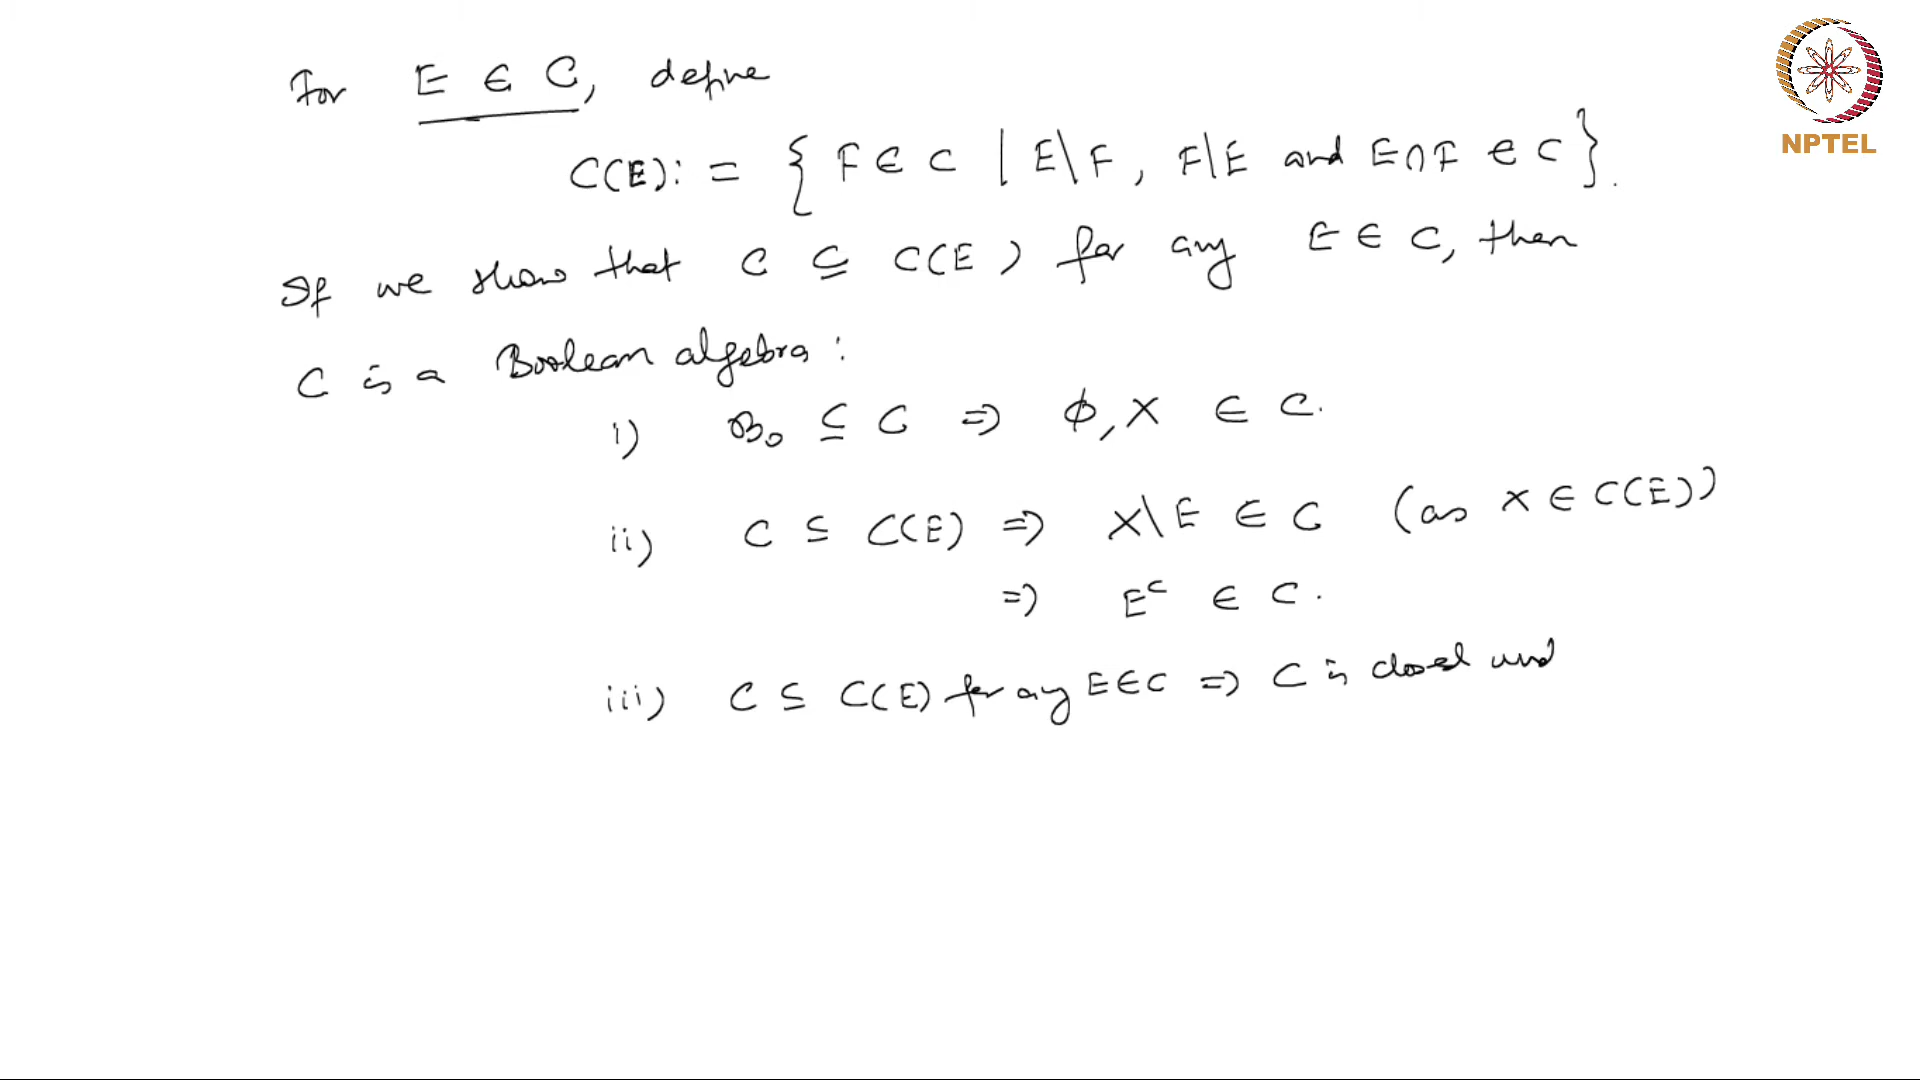 For E ∈ C, define
C(E) := { F ∈ C | E\F, F\E and E∩F ∈ C }.
If we show that C ⊆ C(E) for any E ∈ C, then
C is a Boolean algebra:
i) B₀ ⊆ C ⇒ ϕ, X ∈ C.
ii) C ⊆ C(E) ⇒ X\E ∈ C (as X ∈ C(E))
⇒ Eᶜ ∈ C.
iii) C ⊆ C(E) for any E∈C ⇒ C is closed und
NPTEL